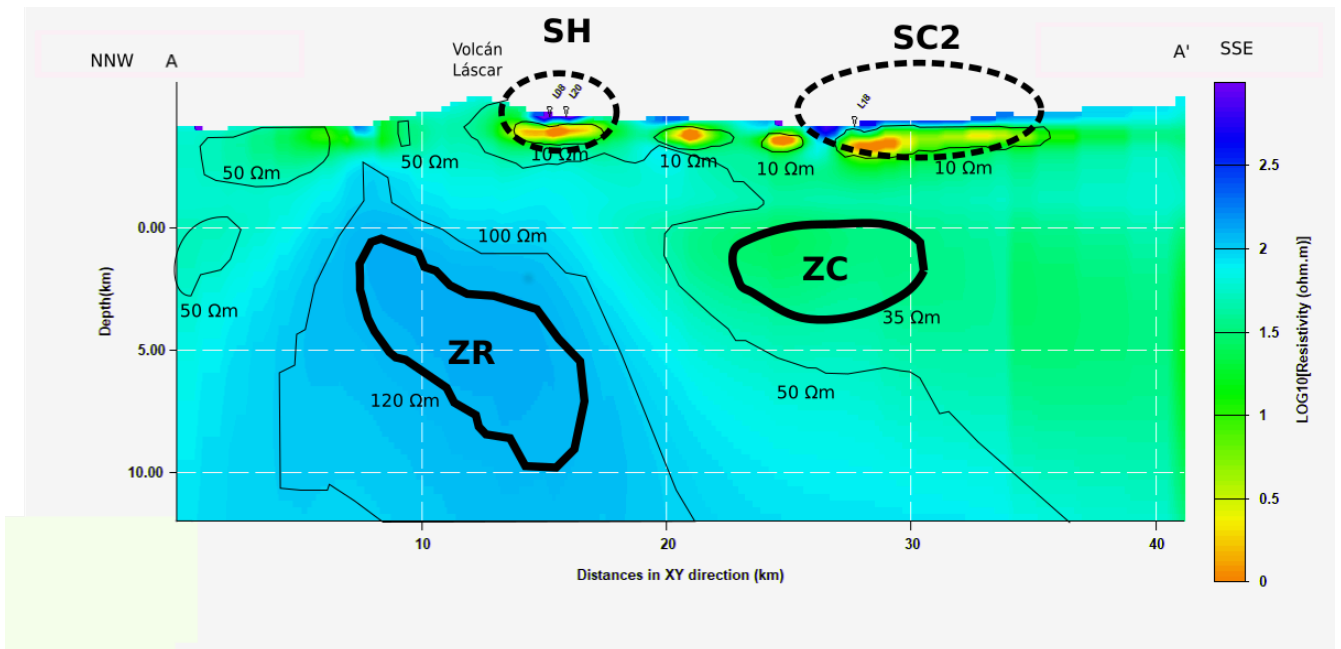 SH
SC2
NNW A
Volcán
Láscar
A' SSE
L08
L20
L18
50 Ωm
50 Ωm
10 Ωm
10 Ωm
10 Ωm
10 Ωm
2.5
0.00
100 Ωm
2
ZC
50 Ωm
35 Ωm
Depth(km)
5.00
ZR
1.5
120 Ωm
50 Ωm
LOG10[Resistivity (ohm.m)]
1
10.00
0.5
10
20
30
40
0
Distances in XY direction (km)